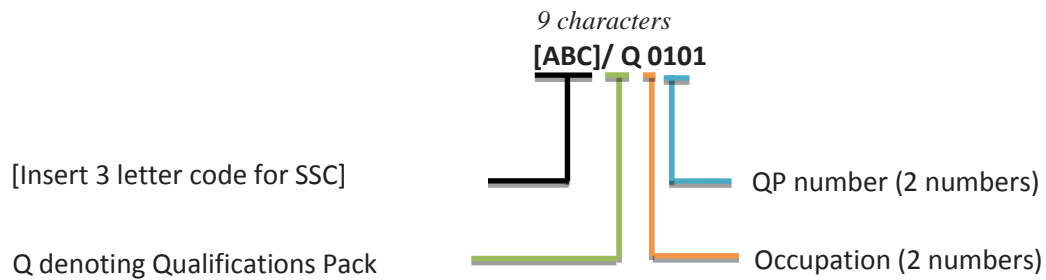 9 characters
[ABC]/ Q 0101
[Insert 3 letter code for SSC]
QP number (2 numbers)
Q denoting Qualifications Pack
Occupation (2 numbers)